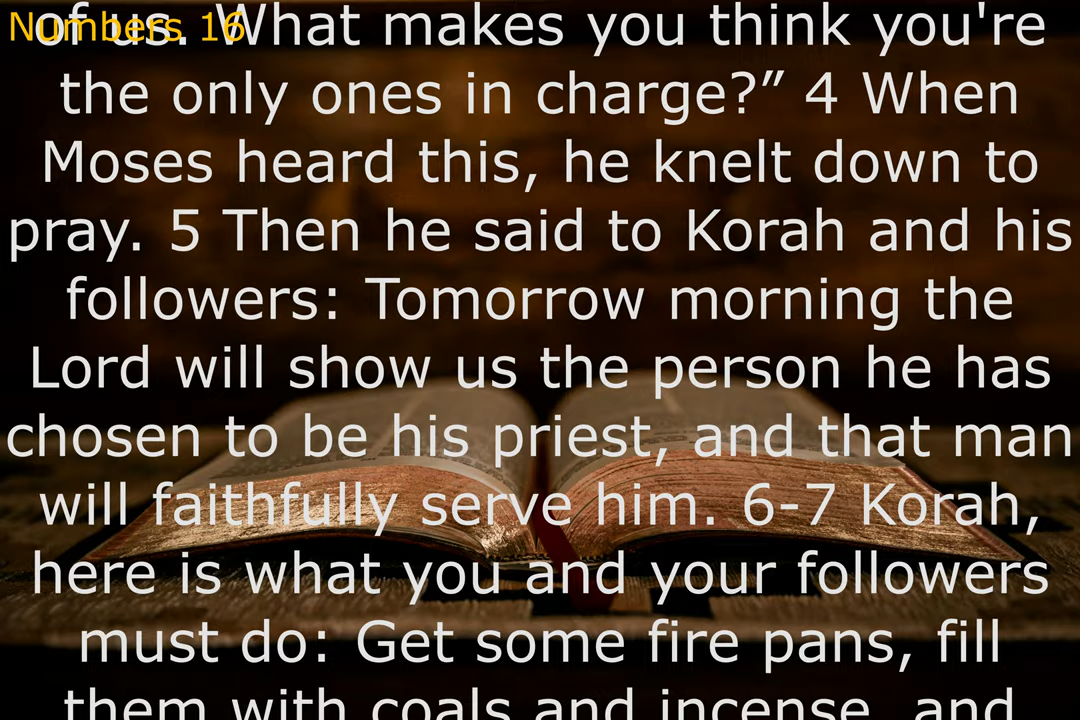 Numbers 16
of us. What makes you think you're
the only ones in charge?” 4 When
Moses heard this, he knelt down to
pray. 5 Then he said to Korah and his
followers: Tomorrow morning the
Lord will show us the person he has
chosen to be his priest, and that man
will faithfully serve him. 6-7 Korah,
here is what you and your followers
must do: Get some fire pans, fill
them with coals and incense, and